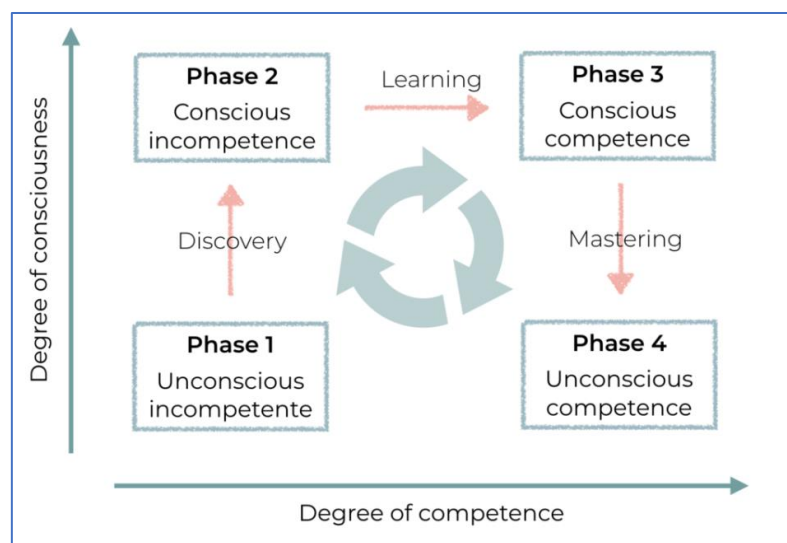 Degree of consciousness
Phase 2
Conscious
incompetence
Learning
Phase 3
Conscious
competence
Discovery
Mastering
Phase 1
Unconscious
incompetente
Phase 4
Unconscious
competence
Degree of competence